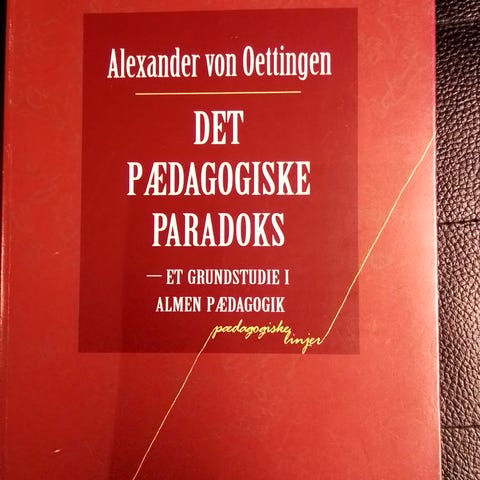 Alexander von Oettingen
DET
PÆDAGOGISKE
PARADOKS
— ET GRUNDSTUDIE I
ALMEN PÆDAGOGIK
pædagogiske
linjer